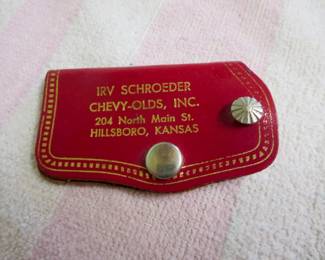 IRV SCHROEDER
CHEVY-OLDS, INC.
204 North Main St.
HILLSBORO, KANSAS